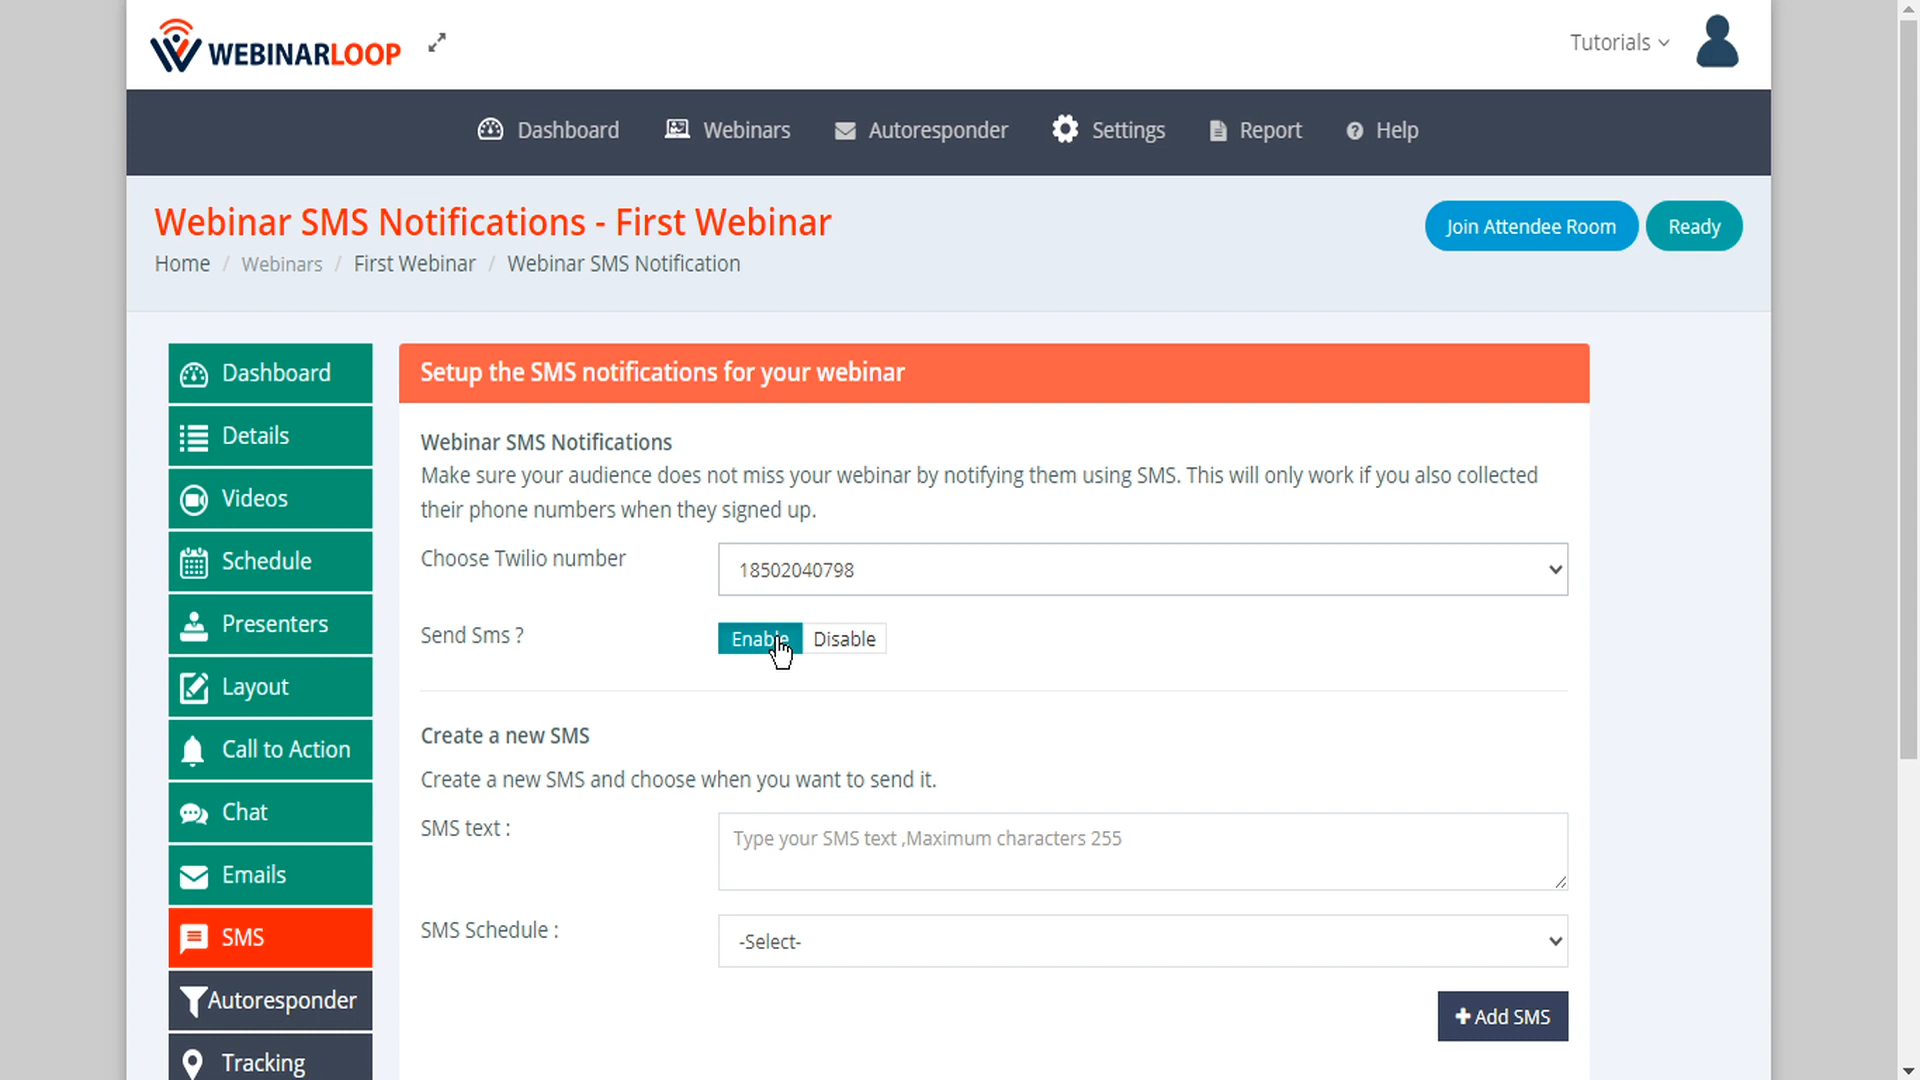 WEBINARLOOP
Tutorials
Dashboard
Webinars
Autoresponder
Settings
Report
Help
Webinar SMS Notifications - First Webinar
Join Attendee Room
Ready
Home / Webinars / First Webinar / Webinar SMS Notification
Dashboard
Details
Videos
Schedule
Presenters
Layout
Call to Action
Chat
Emails
SMS
Autoresponder
Tracking
Setup the SMS notifications for your webinar
Webinar SMS Notifications
Make sure your audience does not miss your webinar by notifying them using SMS. This will only work if you also collected
their phone numbers when they signed up.
Choose Twilio number
18502040798
Send Sms ?
Enable
Disable
Create a new SMS
Create a new SMS and choose when you want to send it.
SMS text :
Type your SMS text ,Maximum characters 255
SMS Schedule :
-Select-
Add SMS